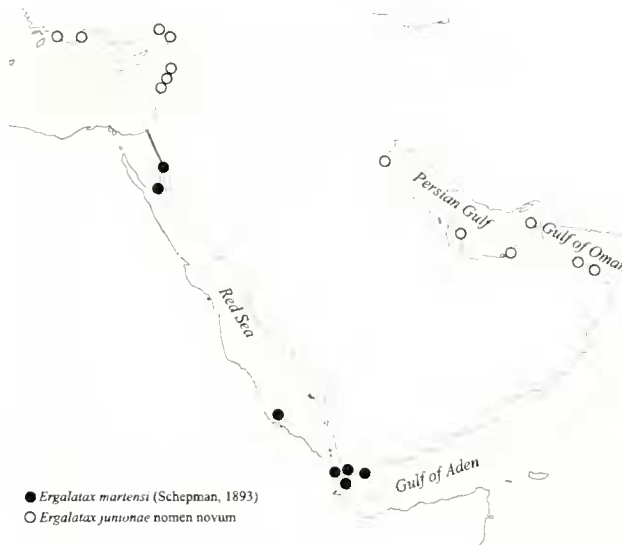 Persian Gulf
Gulf of Oman
Red Sea
Gulf of Aden
● Ergalatax martensi (Schepman, 1893)
○ Ergalatax junionae nomen novum